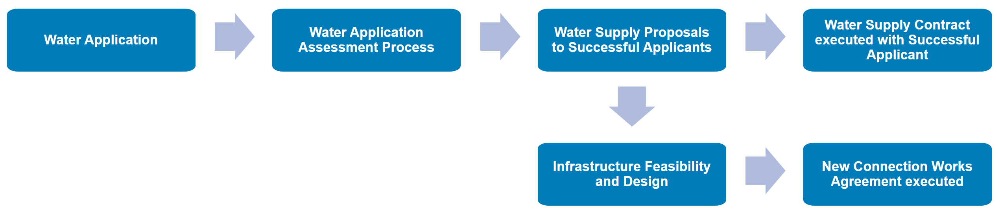 Water Application
Water Application
Assessment Process
Water Supply Proposals
to Successful Applicants
Water Supply Contract
executed with Successful
Applicant
Infrastructure Feasibility
and Design
New Connection Works
Agreement executed